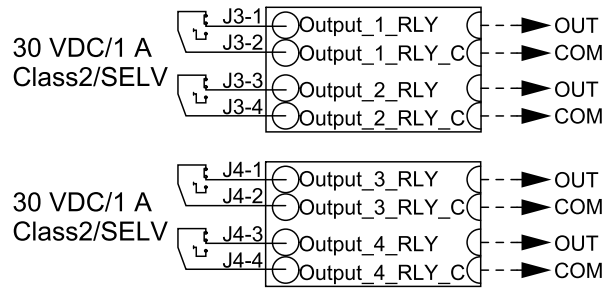 J3-1 Output_1_RLY OUT
30 VDC/1 A J3-2 Output_1_RLY_C COM
Class2/SELV J3-3 Output_2_RLY OUT
J3-4 Output_2_RLY_C COM
J4-1 Output_3_RLY OUT
30 VDC/1 A J4-2 Output_3_RLY_C COM
Class2/SELV J4-3 Output_4_RLY OUT
J4-4 Output_4_RLY_C COM